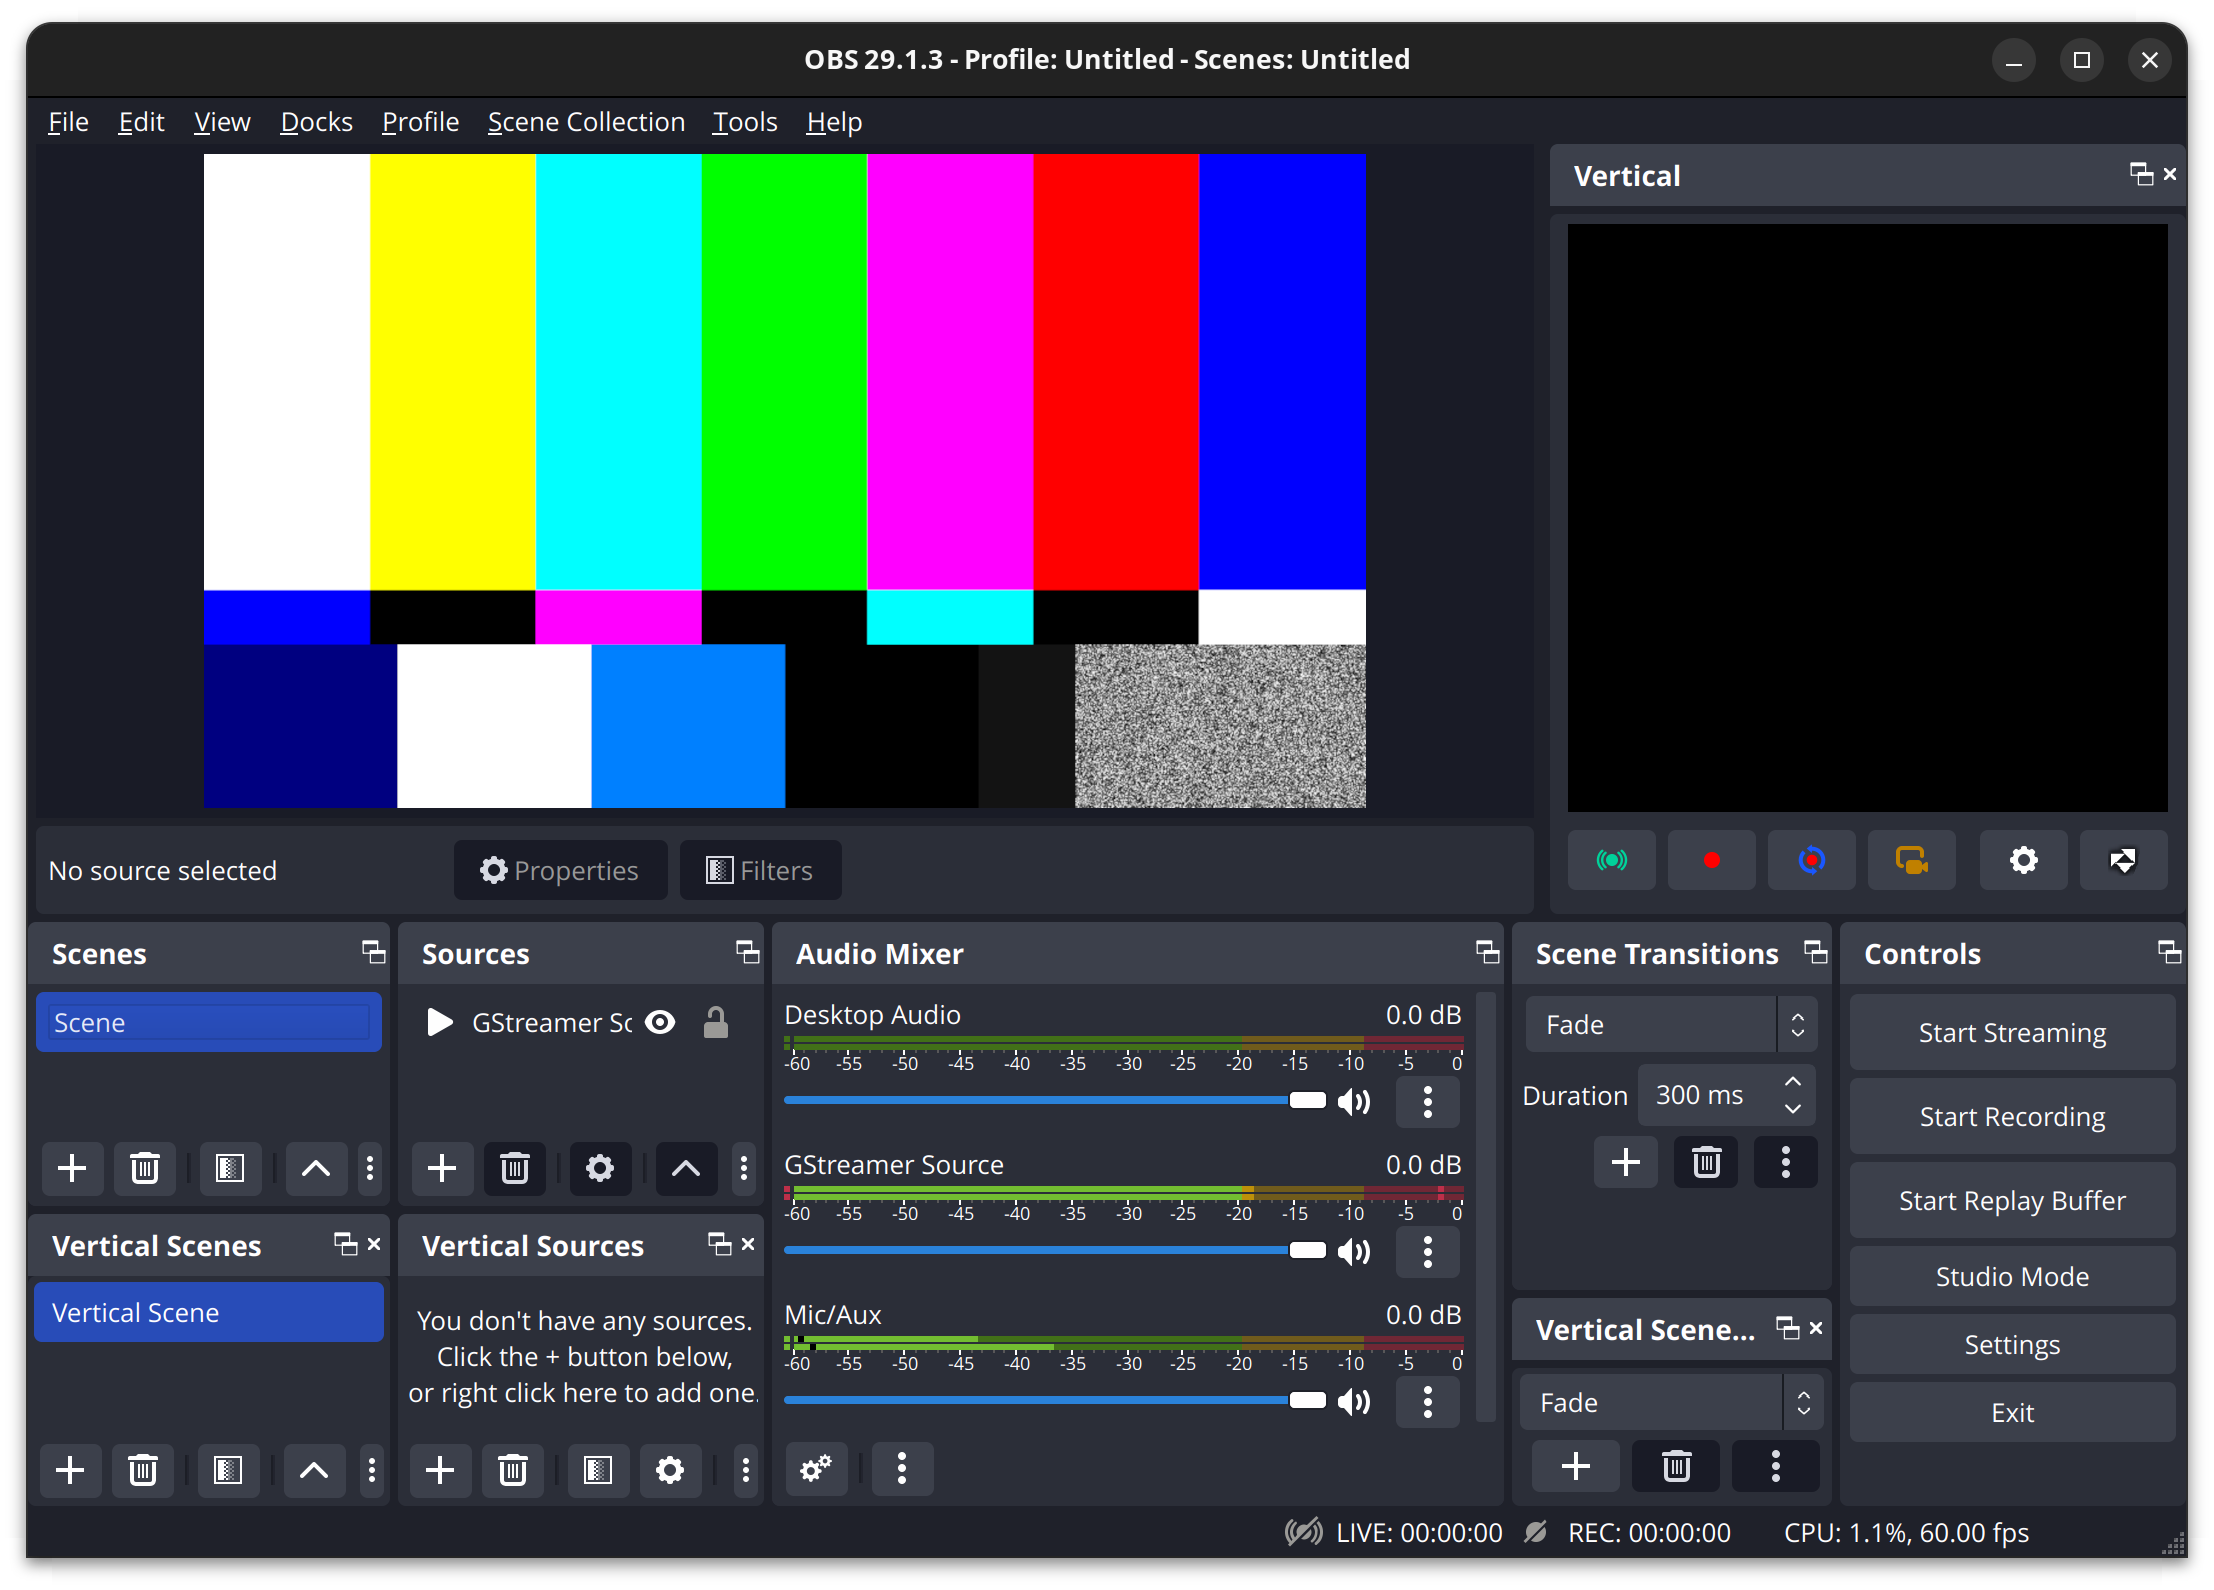 OBS 29.1.3 - Profile: Untitled - Scenes: Untitled
File Edit View Docks Profile Scene Collection Tools Help
Vertical
No source selected
Properties
Filters
Scenes
Scene
Sources
GStreamer Sc
Audio Mixer
Desktop Audio 0.0 dB
-60 -55 -50 -45 -40 -35 -30 -25 -20 -15 -10 -5 0
GStreamer Source 0.0 dB
-60 -55 -50 -45 -40 -35 -30 -25 -20 -15 -10 -5 0
Mic/Aux 0.0 dB
-60 -55 -50 -45 -40 -35 -30 -25 -20 -15 -10 -5 0
Scene Transitions
Fade
Duration 300 ms
Controls
Start Streaming
Start Recording
Start Replay Buffer
Studio Mode
Settings
Exit
Vertical Scenes
Vertical Scene
Vertical Sources
You don't have any sources.
Click the + button below,
or right click here to add one.
Vertical Scene...
Fade
LIVE: 00:00:00 REC: 00:00:00 CPU: 1.1%, 60.00 fps